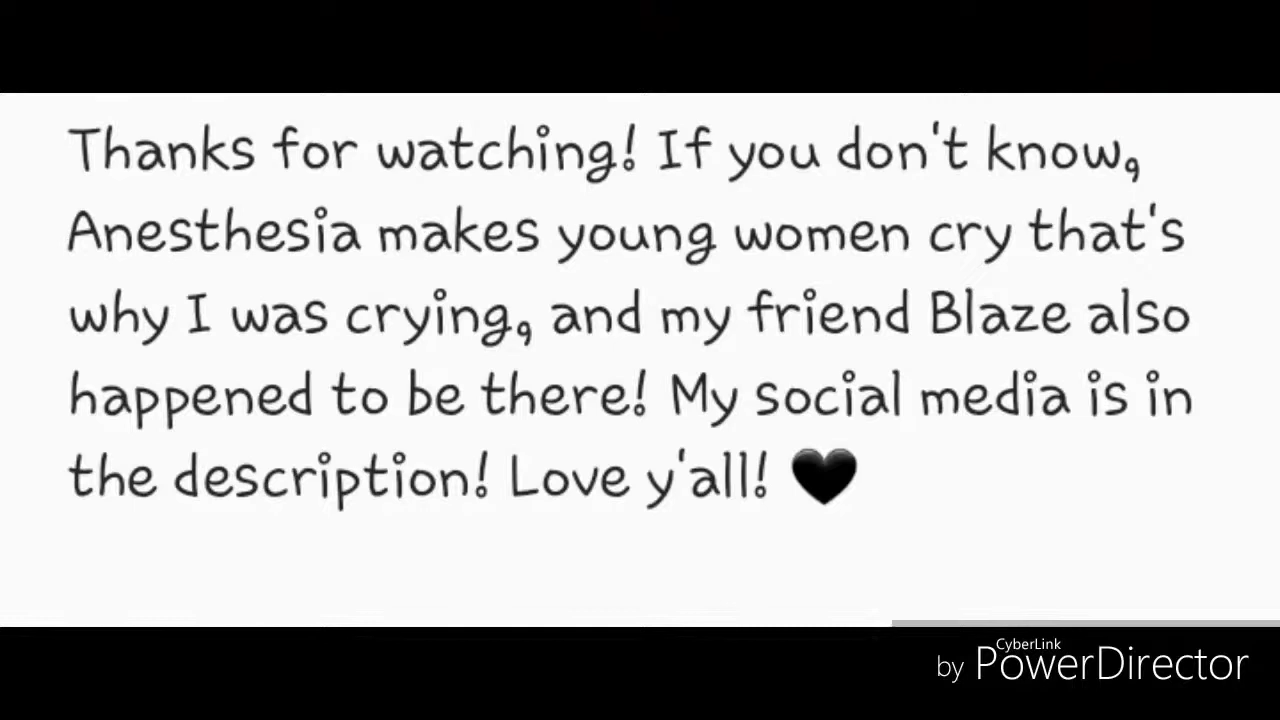 Thanks for watching! If you don't know,
Anesthesia makes young women cry that's
why I was crying, and my friend Blaze also
happened to be there! My social media is in
the description! Love y'all! 🖤
CyberLink
by PowerDirector